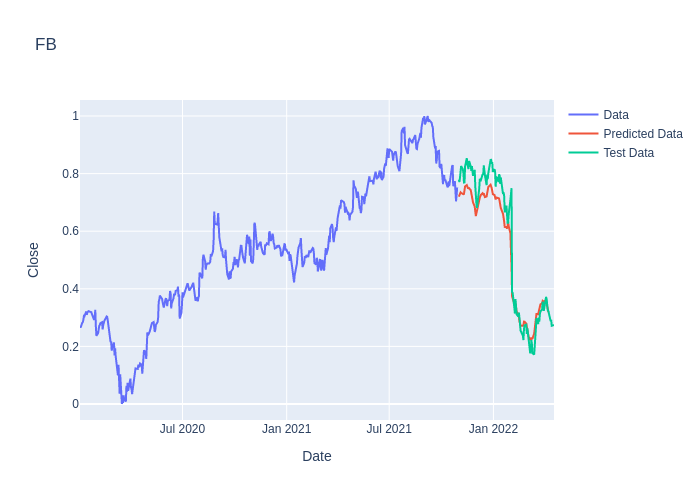 FB
Data
Predicted Data
Test Data
Close
1
0.8
0.6
0.4
0.2
0
Jul 2020
Jan 2021
Jul 2021
Jan 2022
Date